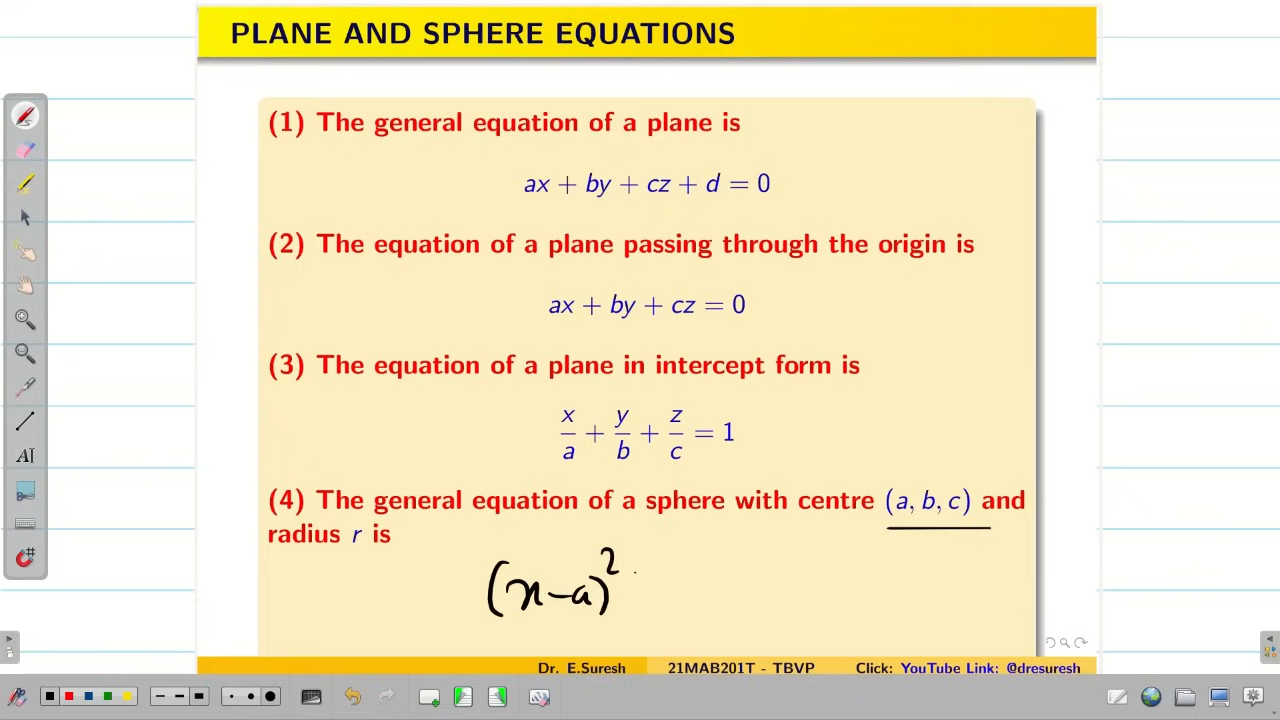 PLANE AND SPHERE EQUATIONS
(1) The general equation of a plane is
ax + by + cz + d = 0
(2) The equation of a plane passing through the origin is
ax + by + cz = 0
(3) The equation of a plane in intercept form is
x/a + y/b + z/c = 1
(4) The general equation of a sphere with centre (a, b, c) and
radius r is
(x-a)²
Dr. E.Suresh 21MAB201T - TBVP Click: YouTube Link: @dresuresh
AI